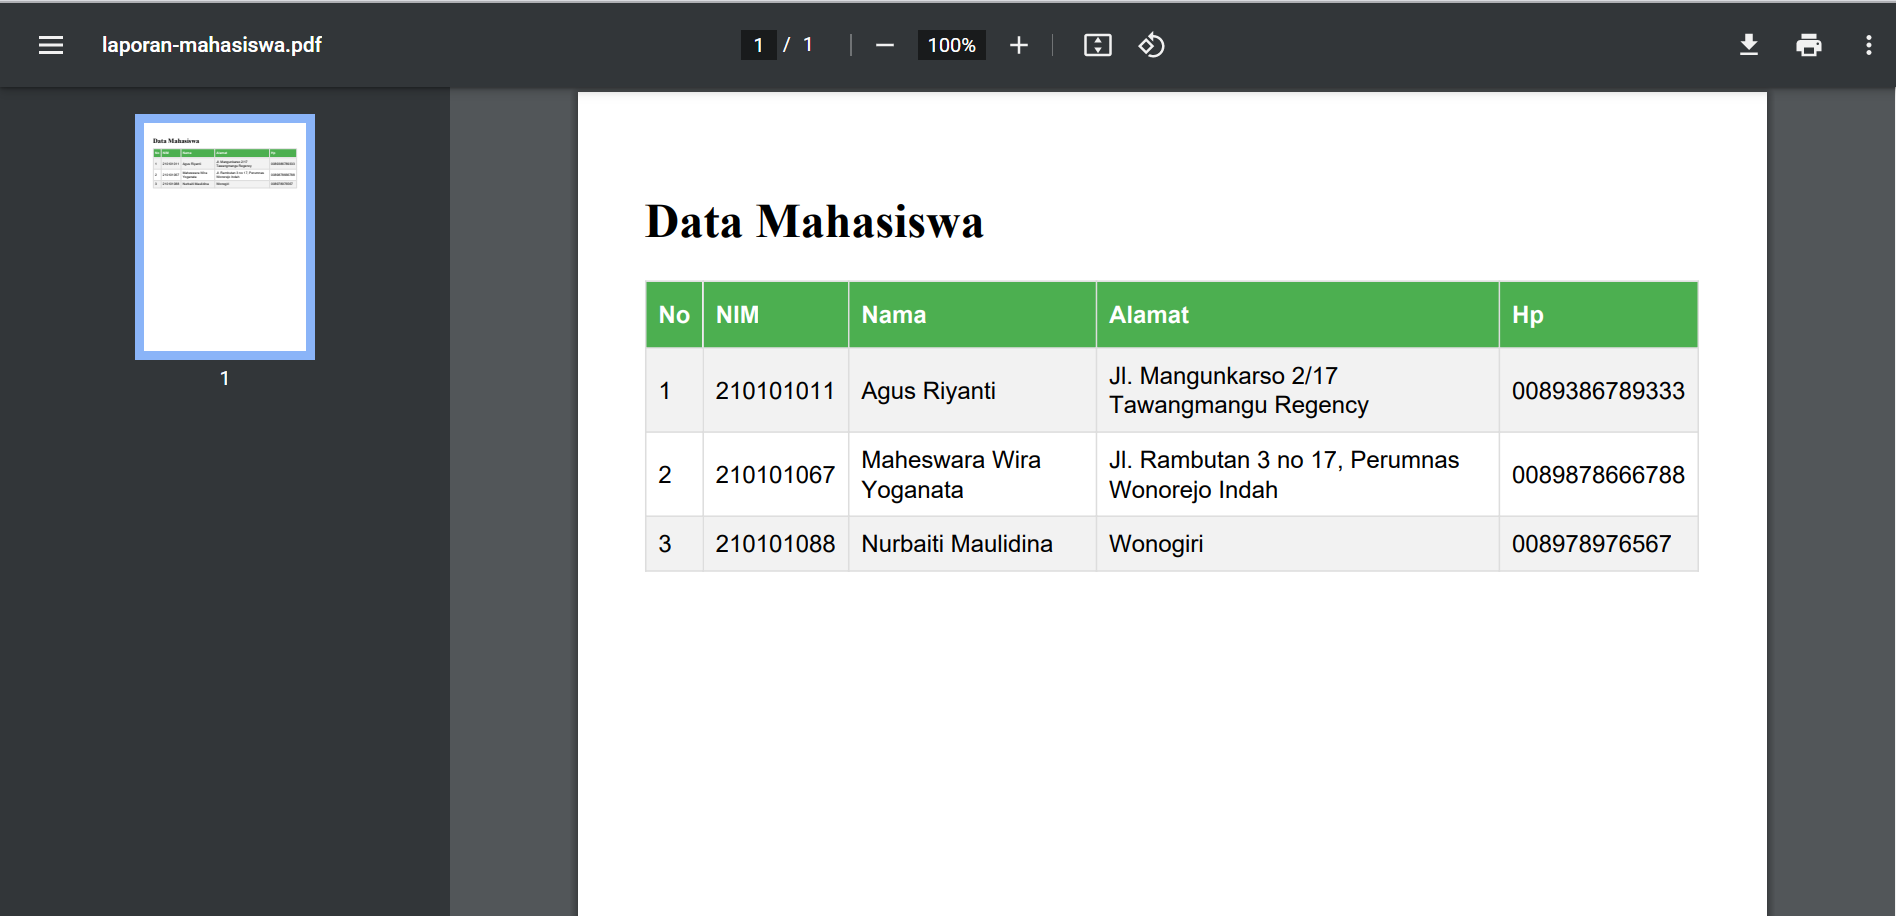 laporan-mahasiswa.pdf
1 / 1
100%
Data Mahasiswa
1
Data Mahasiswa
No NIM Nama Alamat Hp
1 210101011 Agus Riyanti Jl. Mangunkarso 2/17 Tawangmangu Regency 0089386789333
2 210101067 Maheswara Wira Yoganata Jl. Rambutan 3 no 17, Perumnas Wonorejo Indah 0089878666788
3 210101088 Nurbaiti Maulidina Wonogiri 008978976567